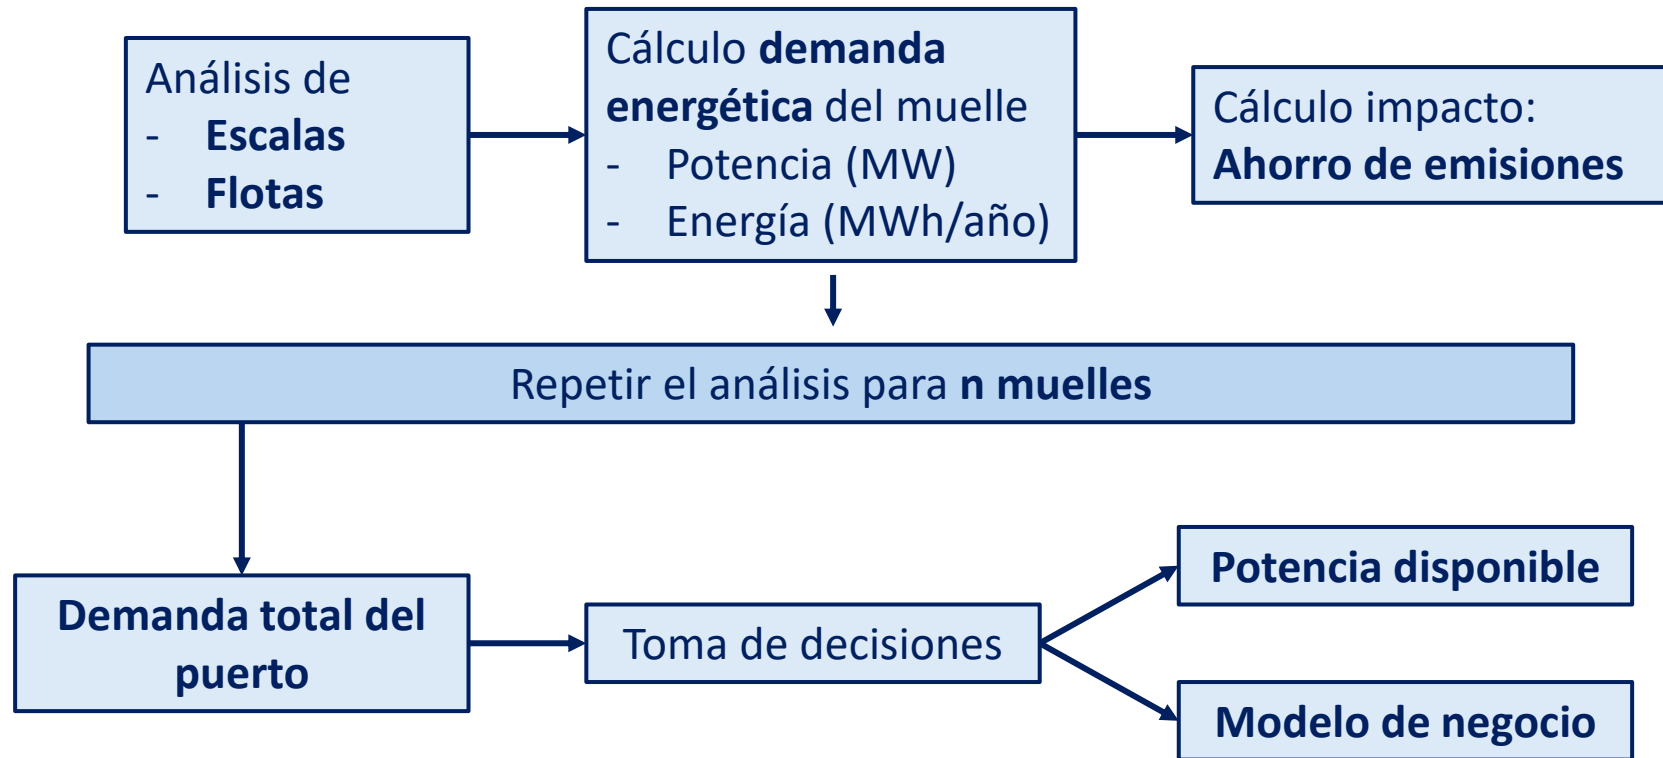 Análisis de
- Escalas
- Flotas
Cálculo demanda
energética del muelle
- Potencia (MW)
- Energía (MWh/año)
Cálculo impacto:
Ahorro de emisiones
Repetir el análisis para n muelles
Demanda total del
puerto
Toma de decisiones
Potencia disponible
Modelo de negocio